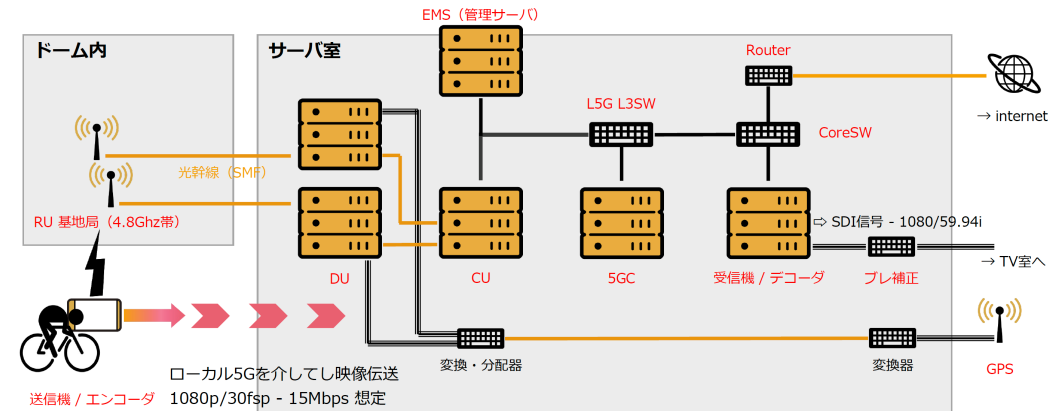 EMS（管理サーバ）
ドーム内
サーバ室
Router
L5G L3SW
CoreSW
→ internet
光幹線（SMF）
RU 基地局（4.8Ghz帯）
⇨ SDI信号 - 1080/59.94i
→ TV室へ
DU
CU
5GC
受信機 / デコーダ
ブレ補正
変換・分配器
変換器
GPS
送信機 / エンコーダ
ローカル5Gを介してし映像伝送
1080p/30fsp - 15Mbps 想定